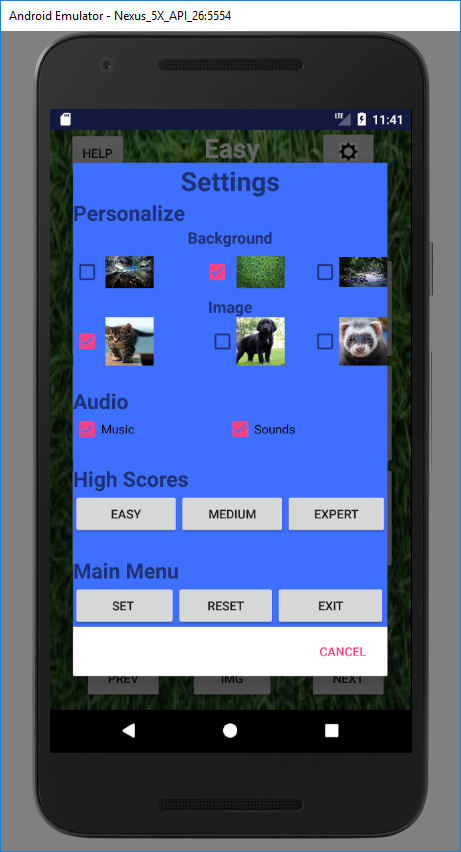 Android Emulator - Nexus_5X_API_26:5554
LTE 11:41
HELP Easy
Settings
Personalize
Background
Image
Audio
Music Sounds
High Scores
EASY MEDIUM EXPERT
Main Menu
SET RESET EXIT
CANCEL
PREV IMG NEXT